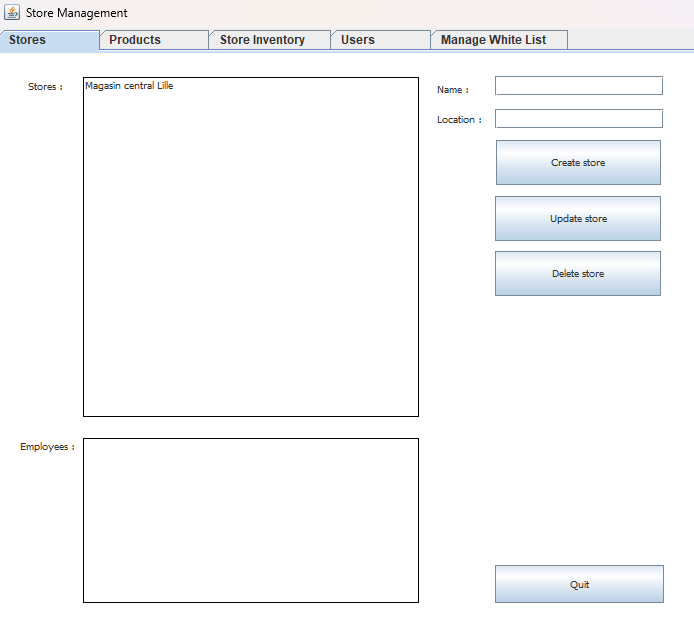 Store Management
Stores Products Store Inventory Users Manage White List
Stores :
Magasin central Lille
Name :
Location :
Create store
Update store
Delete store
Employees :
Quit